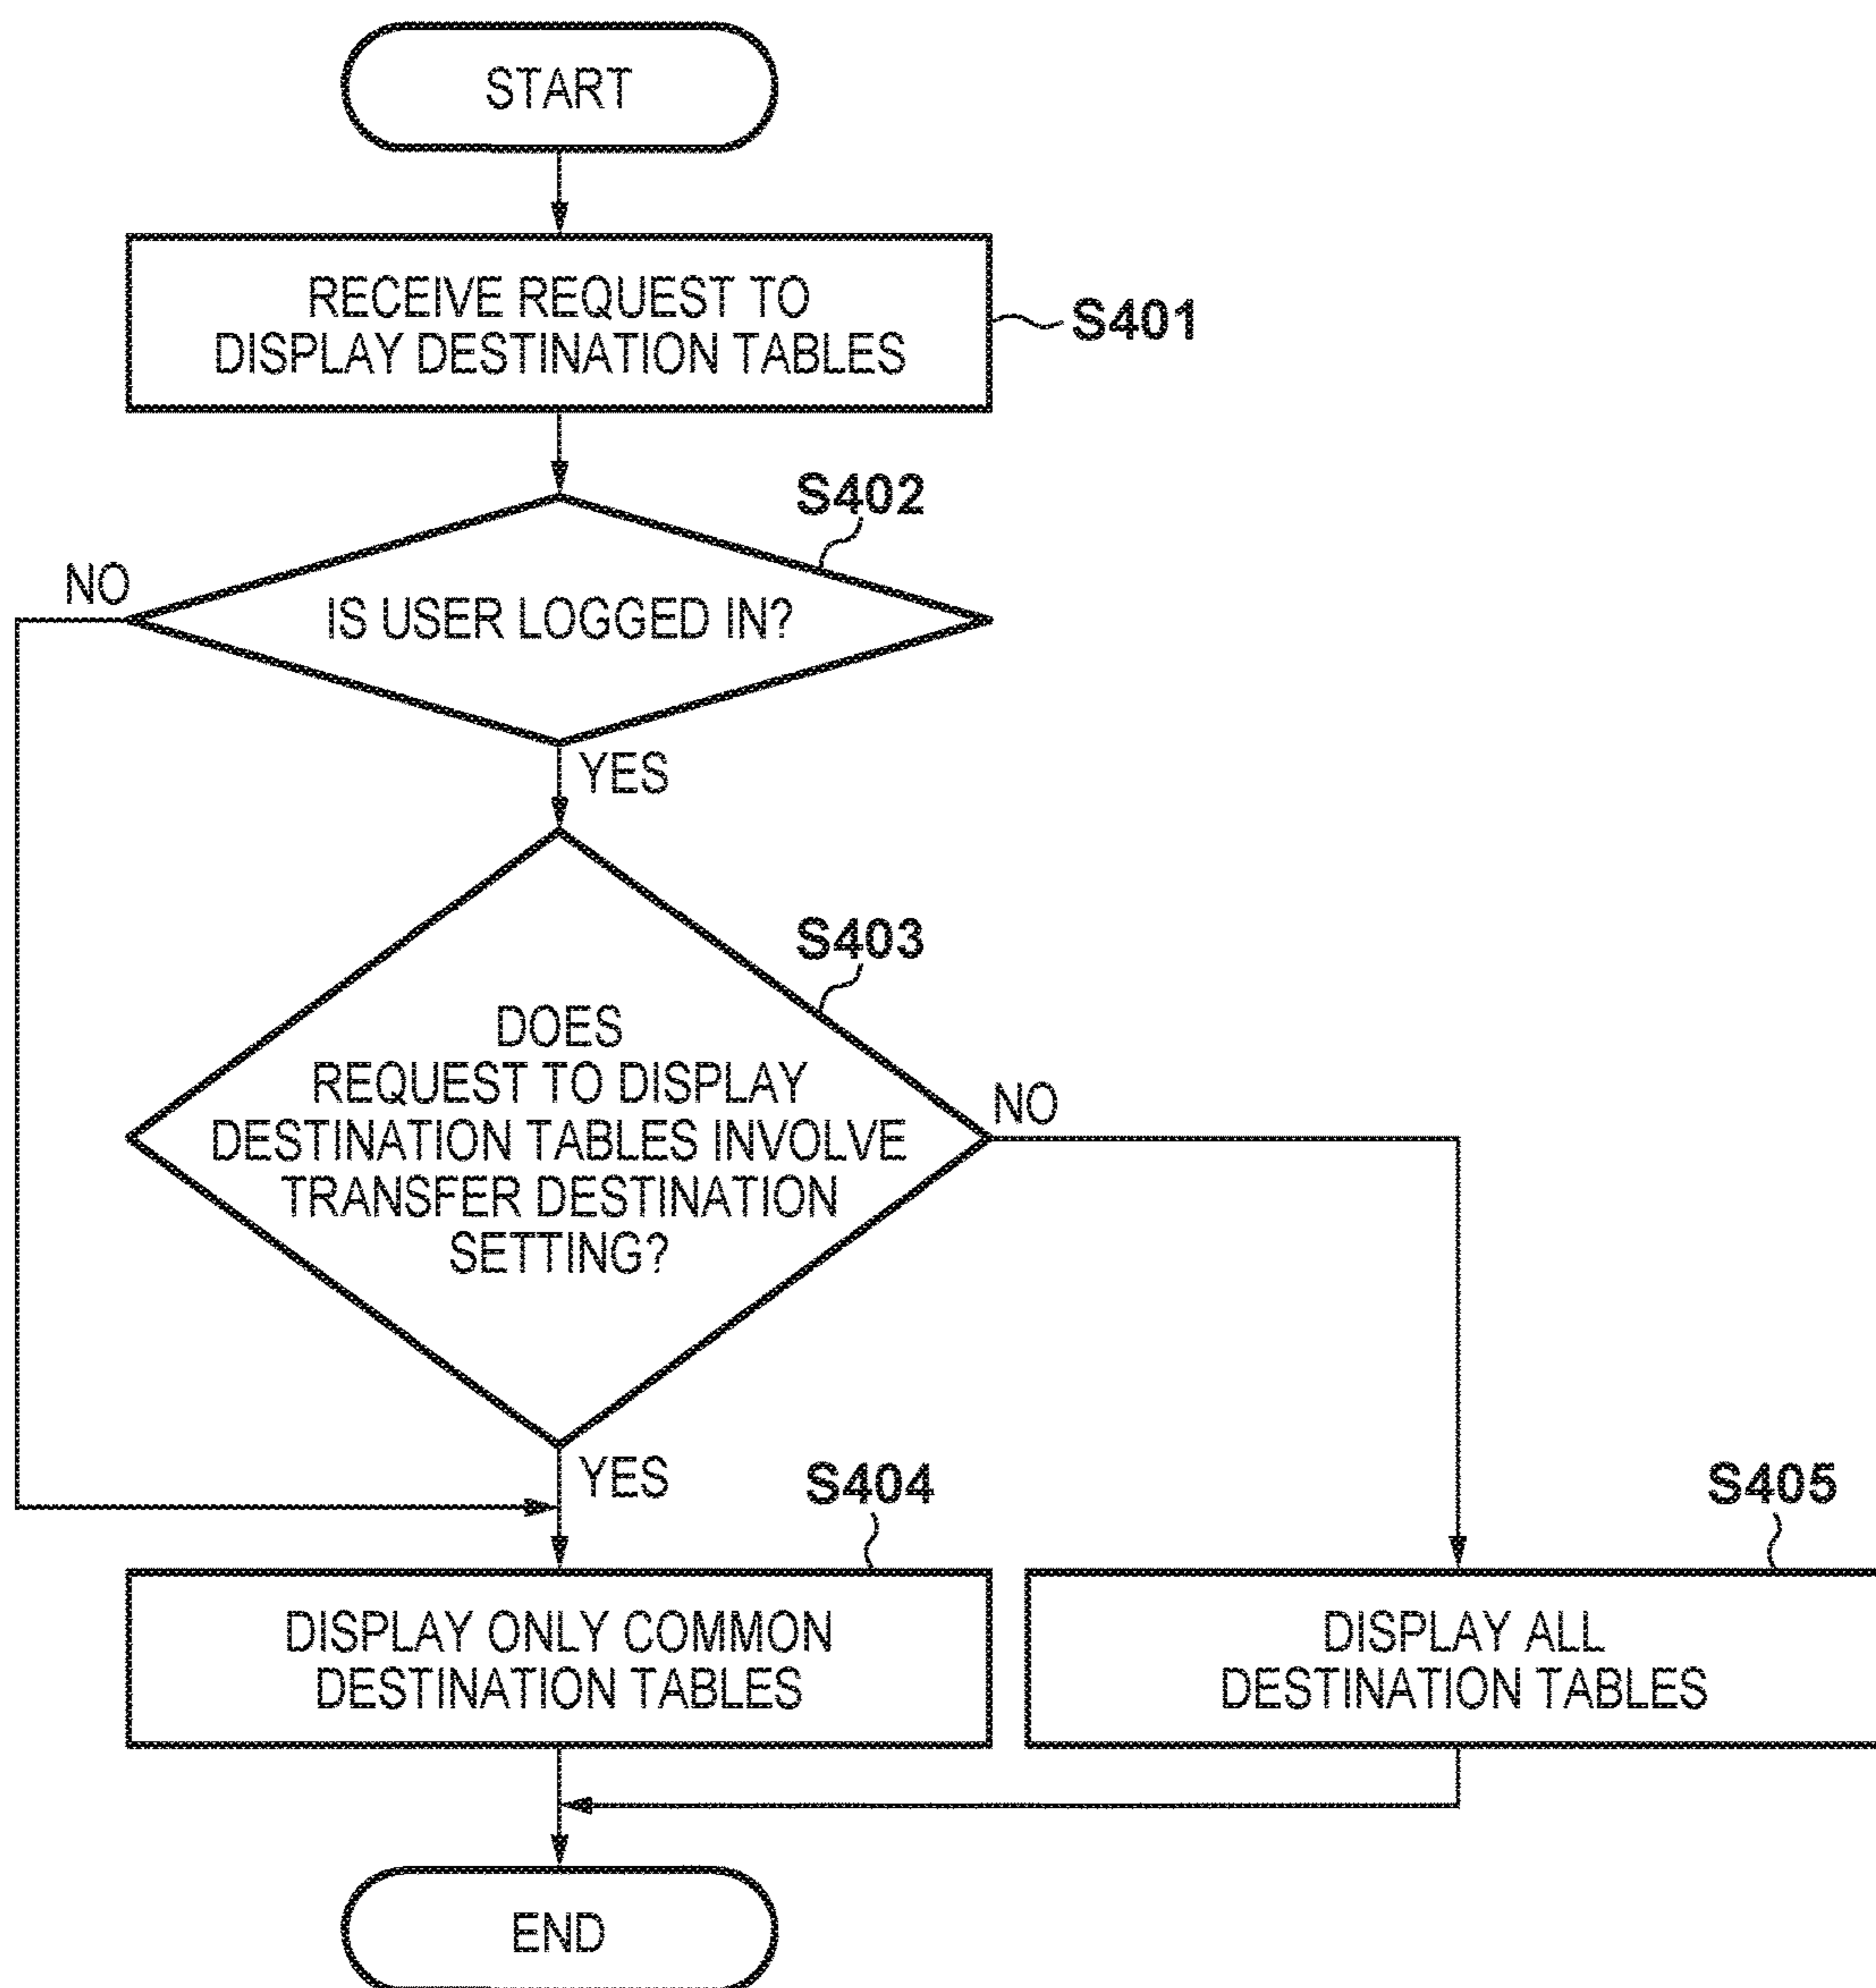 START
RECEIVE REQUEST TO
DISPLAY DESTINATION TABLES
S401
S402
NO
IS USER LOGGED IN?
YES
S403
DOES
REQUEST TO DISPLAY
DESTINATION TABLES INVOLVE
TRANSFER DESTINATION
SETTING?
NO
YES
S404
S405
DISPLAY ONLY COMMON
DESTINATION TABLES
DISPLAY ALL
DESTINATION TABLES
END